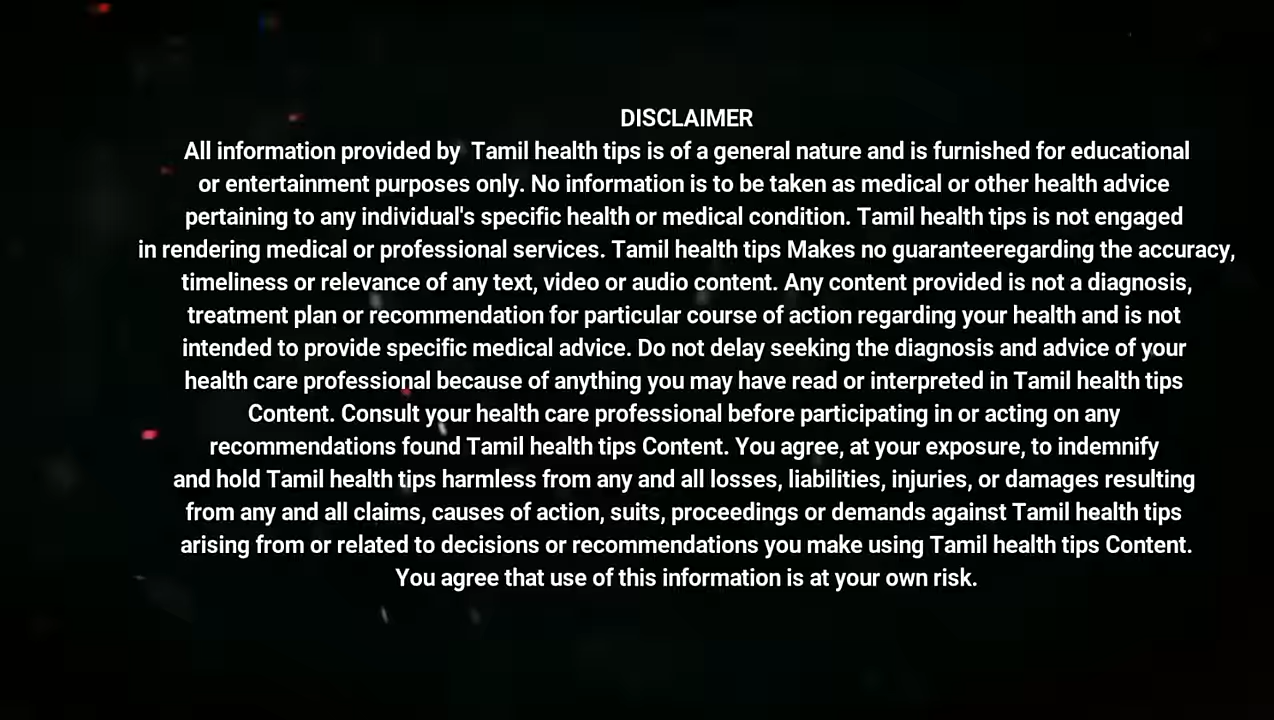 DISCLAIMER
All information provided by  Tamil health tips is of a general nature and is furnished for educational
or entertainment purposes only. No information is to be taken as medical or other health advice
pertaining to any individual's specific health or medical condition. Tamil health tips is not engaged
in rendering medical or professional services. Tamil health tips Makes no guaranteeregarding the accuracy,
timeliness or relevance of any text, video or audio content. Any content provided is not a diagnosis,
treatment plan or recommendation for particular course of action regarding your health and is not
intended to provide specific medical advice. Do not delay seeking the diagnosis and advice of your
health care professional because of anything you may have read or interpreted in Tamil health tips
Content. Consult your health care professional before participating in or acting on any
recommendations found Tamil health tips Content. You agree, at your exposure, to indemnify
and hold Tamil health tips harmless from any and all losses, liabilities, injuries, or damages resulting
from any and all claims, causes of action, suits, proceedings or demands against Tamil health tips
arising from or related to decisions or recommendations you make using Tamil health tips Content.
You agree that use of this information is at your own risk.